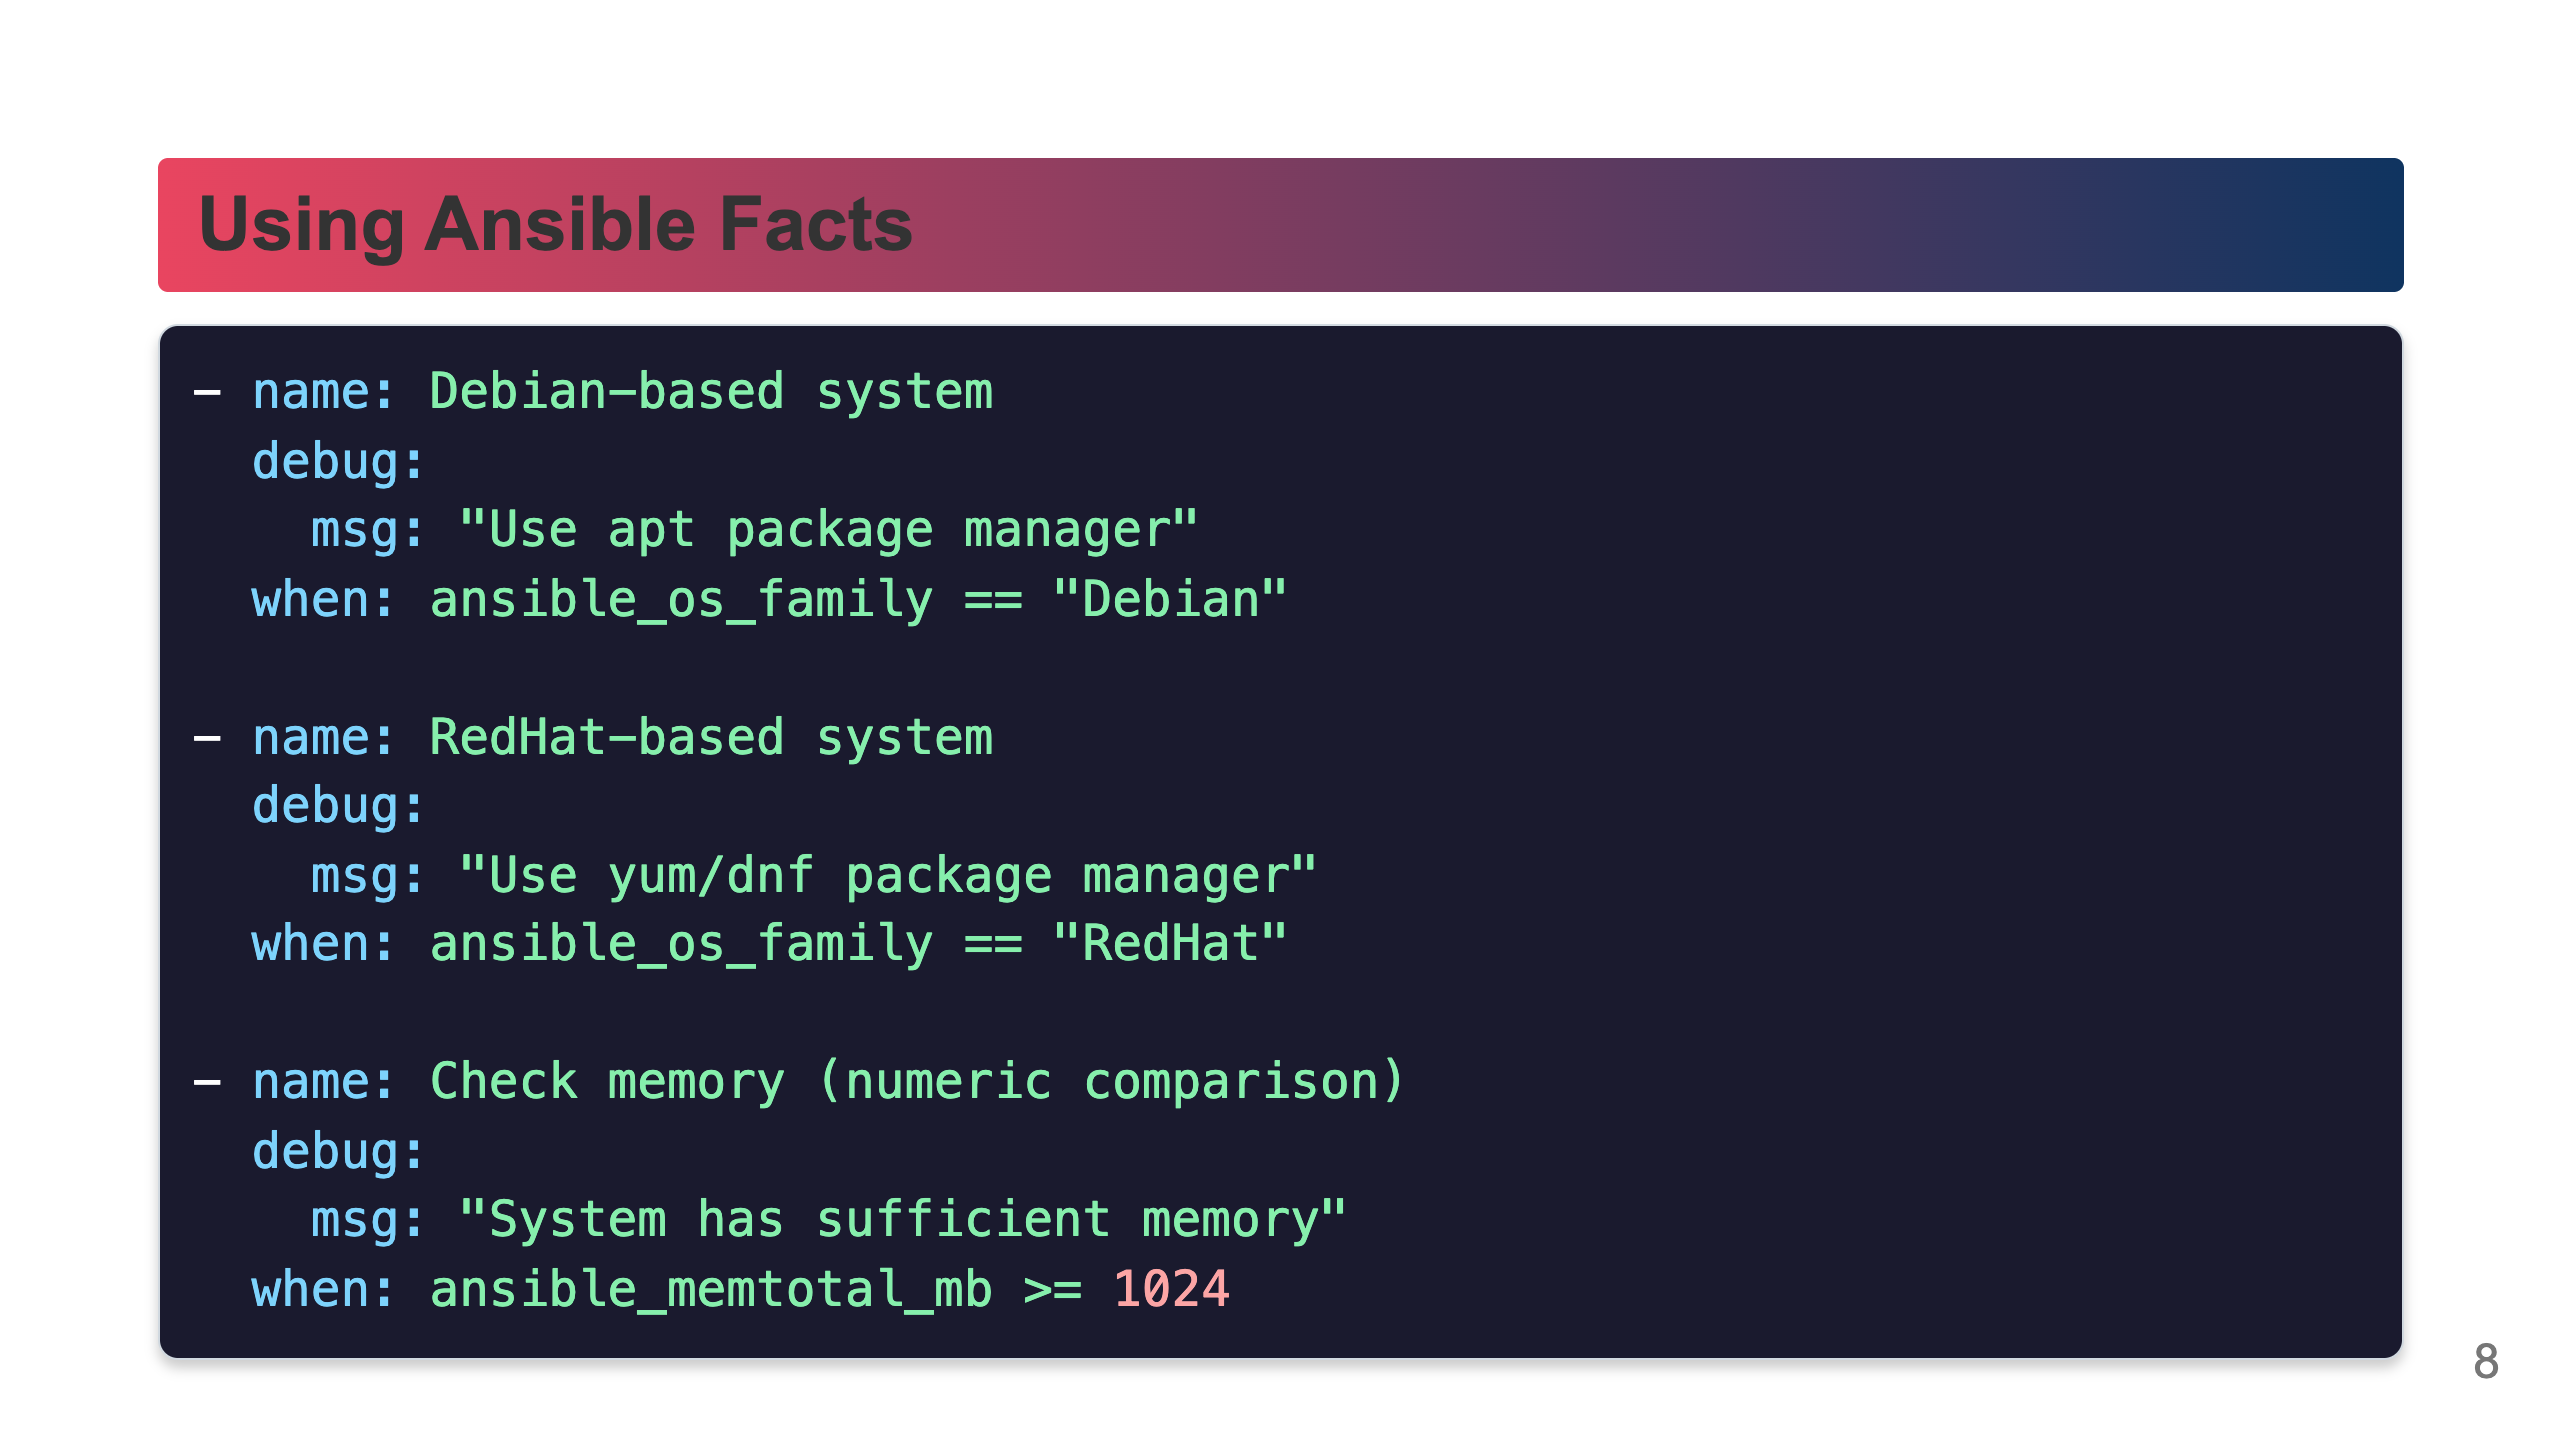 Using Ansible Facts
- name: Debian-based system
  debug:
    msg: "Use apt package manager"
  when: ansible_os_family == "Debian"

- name: RedHat-based system
  debug:
    msg: "Use yum/dnf package manager"
  when: ansible_os_family == "RedHat"

- name: Check memory (numeric comparison)
  debug:
    msg: "System has sufficient memory"
  when: ansible_memtotal_mb >= 1024
8